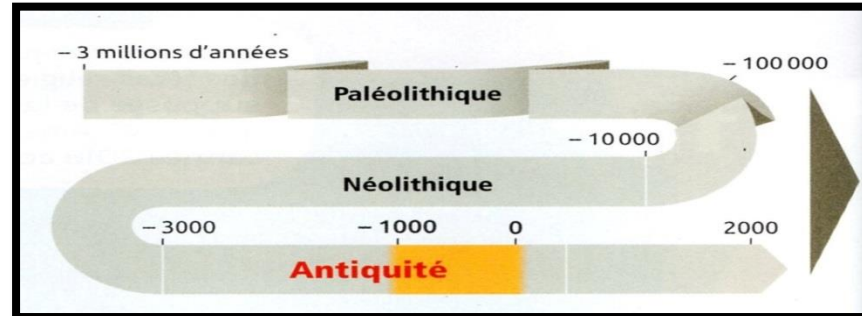 – 3 millions d'années
– 100 000
Paléolithique
– 10 000
Néolithique
– 3000 – 1000 0 2000
Antiquité